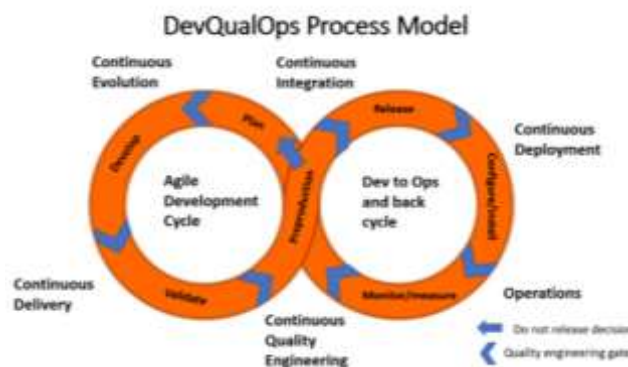 DevQualOps Process Model
Continuous
Evolution
Continuous
Integration
Plan
Release
Develop
Continuous
Deployment
Agile
Development
Cycle
Preproduction
Dev to Ops
and back
cycle
Configure/Install
Continuous
Delivery
Validate
Monitor/measure
Operations
Continuous
Quality
Engineering
Do not release decision
Quality engineering gate